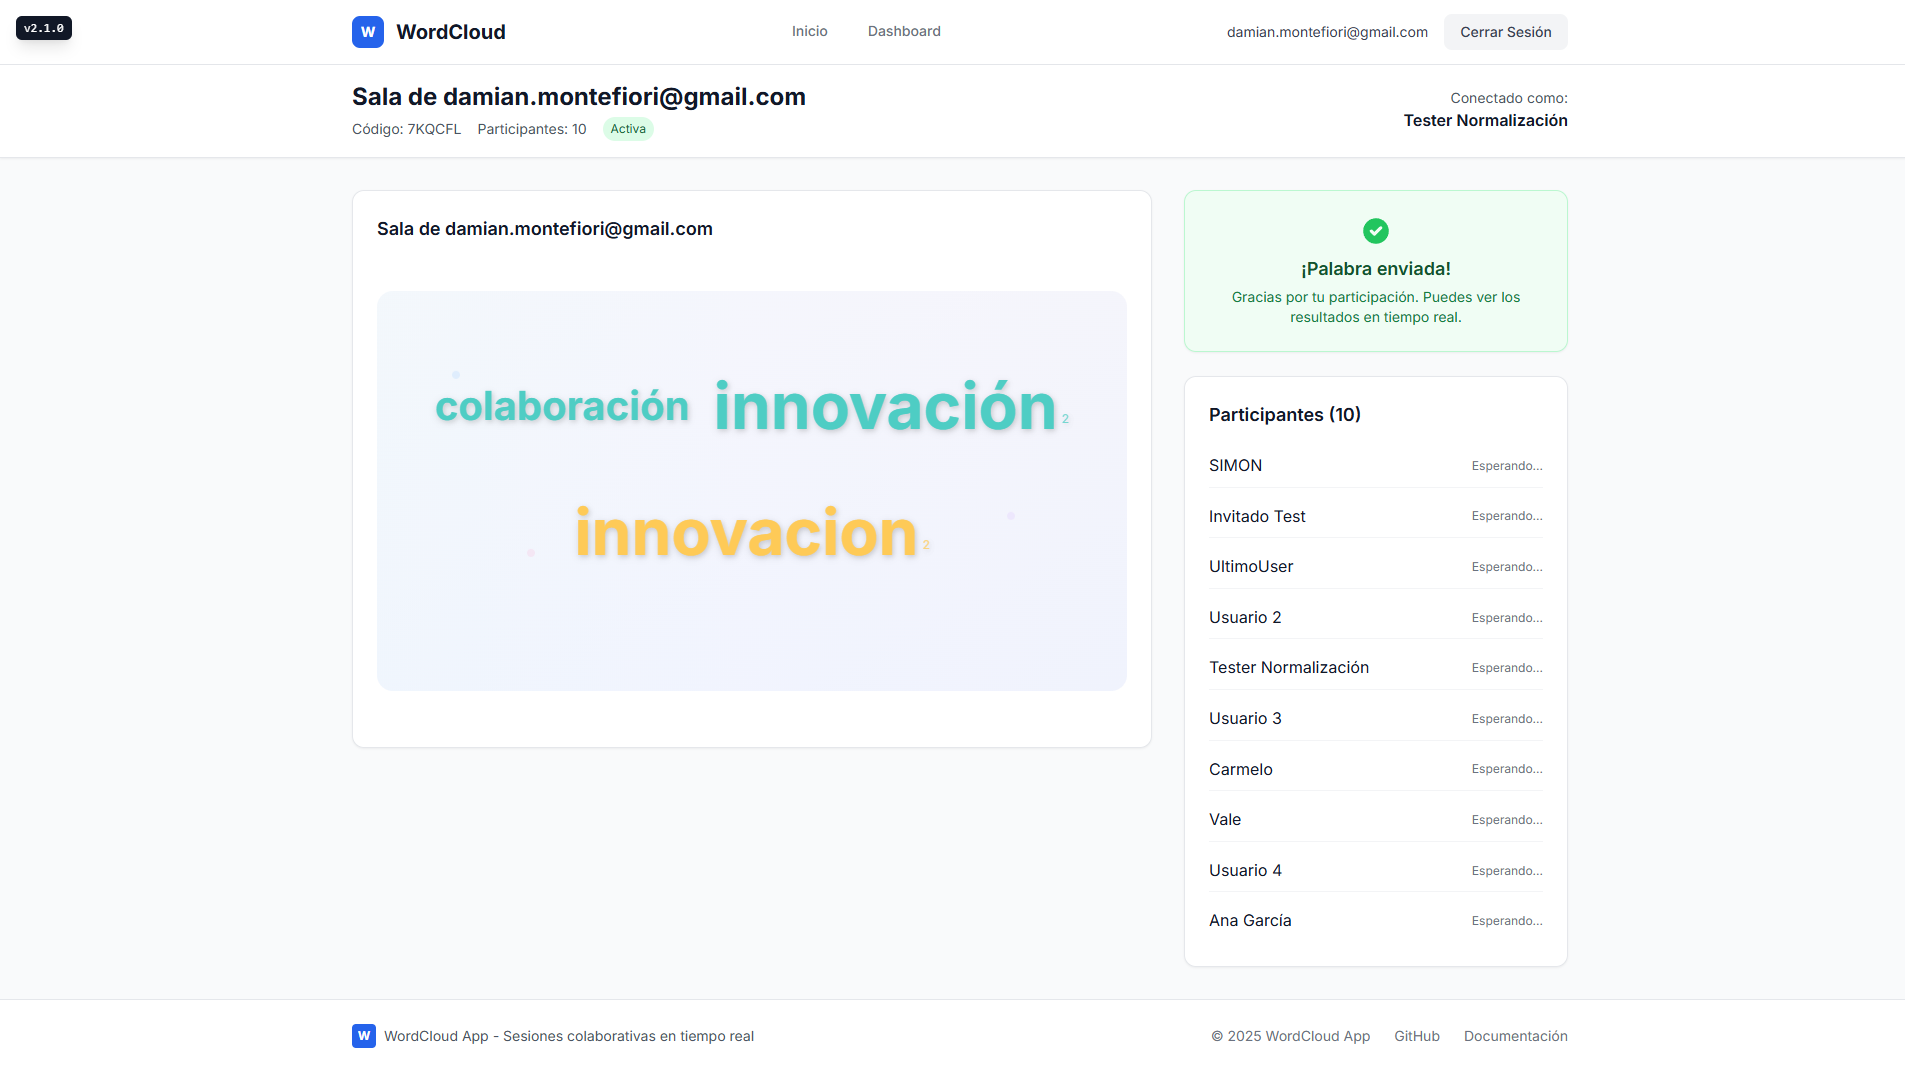 v2.1.0
W WordCloud
Inicio Dashboard
damian.montefiori@gmail.com Cerrar Sesión
Sala de damian.montefiori@gmail.com
Código: 7KQCFL Participantes: 10 Activa
Conectado como:
Tester Normalización
Sala de damian.montefiori@gmail.com
colaboración innovación 2
innovacion 2
¡Palabra enviada!
Gracias por tu participación. Puedes ver los
resultados en tiempo real.
Participantes (10)
SIMON Esperando...
Invitado Test Esperando...
UltimoUser Esperando...
Usuario 2 Esperando...
Tester Normalización Esperando...
Usuario 3 Esperando...
Carmelo Esperando...
Vale Esperando...
Usuario 4 Esperando...
Ana García Esperando...
W WordCloud App - Sesiones colaborativas en tiempo real
© 2025 WordCloud App GitHub Documentación